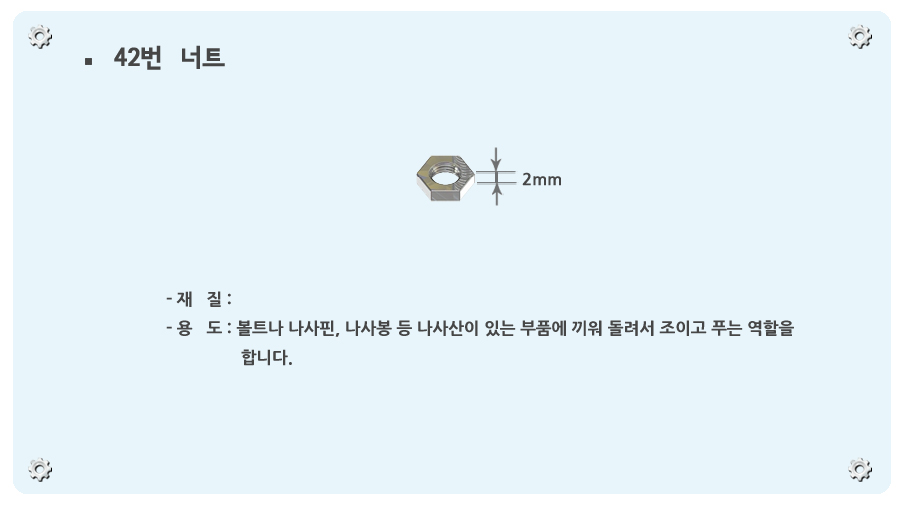 ▪ 42번 너트
2mm
- 재 질 :
- 용 도 : 볼트나 나사핀, 나사봉 등 나사산이 있는 부품에 끼워 돌려서 조이고 푸는 역할을
합니다.